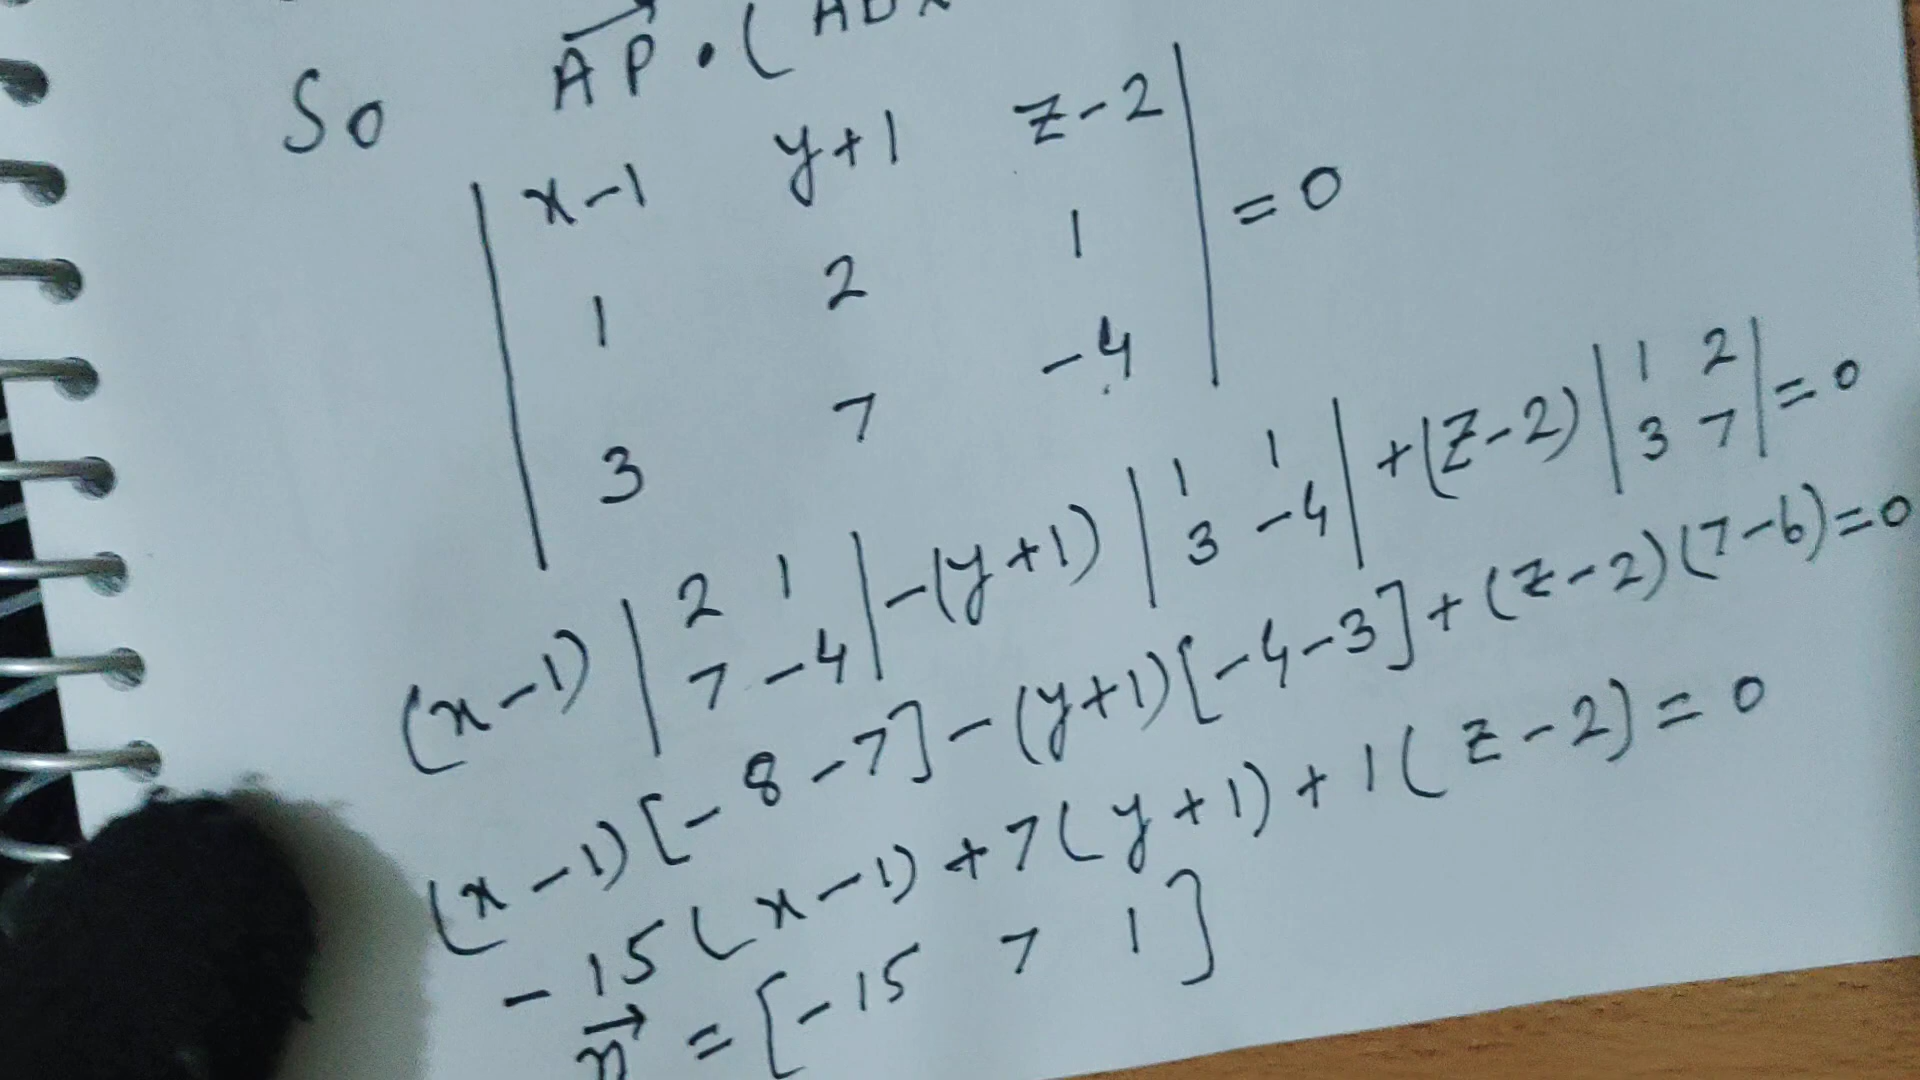 So AP · (
| x-1 y+1 z-2 |
| 1 2 1 | = 0
| 3 7 -4 |
(x-1) | 2 1 | -(y+1) | 1 1 | +(z-2) | 1 2 | = 0
| 7 -4 | | 3 -4 | | 3 7 |
(x-1)[-8-7] - (y+1)[-4-3] + (z-2)(7-6)=0
-15(x-1) +7(y+1) + 1(z-2) = 0
n = [-15 7 1]